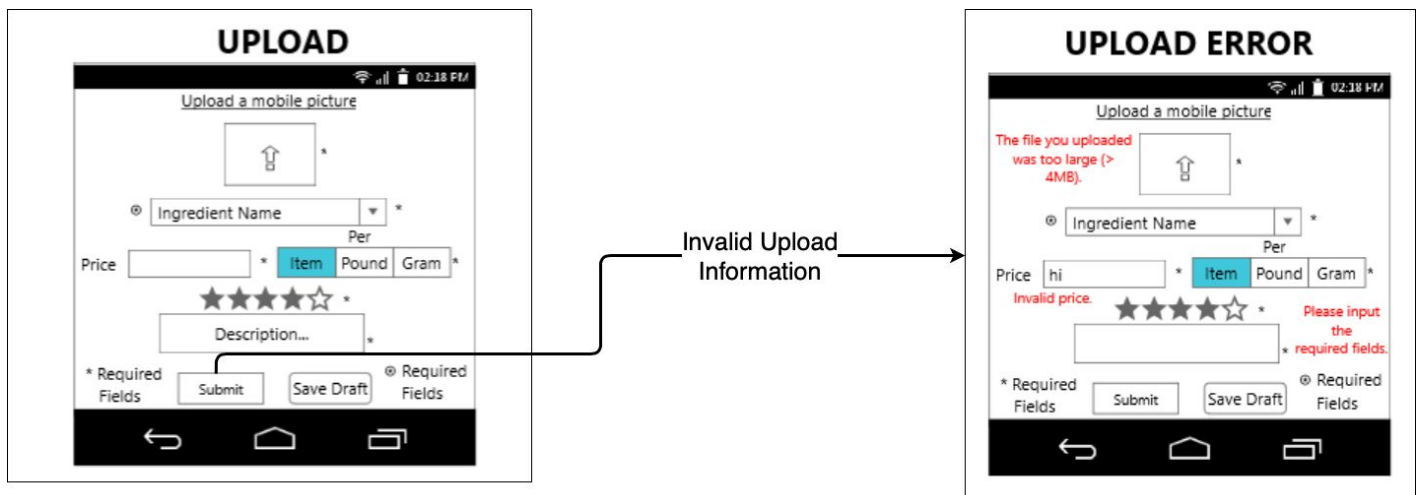 UPLOAD
02:18 PM
Upload a mobile picture
*
Ingredient Name
*
Per
Price * Item Pound Gram *
*
Description...
*
* Required
Fields
Submit
Save Draft
Required
Fields
Invalid Upload
Information
UPLOAD ERROR
02:18 PM
Upload a mobile picture
The file you uploaded
was too large (>
4MB).
*
Ingredient Name
*
Per
Price hi * Item Pound Gram *
Invalid price.
*
Please input
the
required fields.
*
* Required
Fields
Submit
Save Draft
Required
Fields